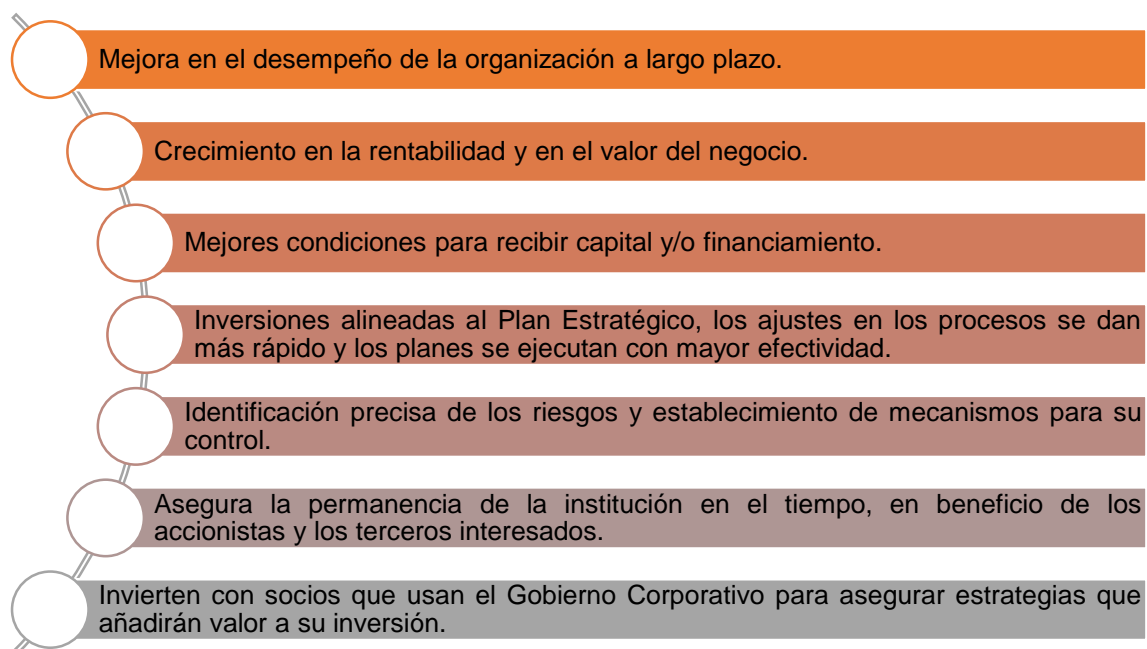 Mejora en el desempeño de la organización a largo plazo.
Crecimiento en la rentabilidad y en el valor del negocio.
Mejores condiciones para recibir capital y/o financiamiento.
Inversiones alineadas al Plan Estratégico, los ajustes en los procesos se dan
más rápido y los planes se ejecutan con mayor efectividad.
Identificación precisa de los riesgos y establecimiento de mecanismos para su
control.
Asegura la permanencia de la institución en el tiempo, en beneficio de los
accionistas y los terceros interesados.
Invierten con socios que usan el Gobierno Corporativo para asegurar estrategias que
añadirán valor a su inversión.